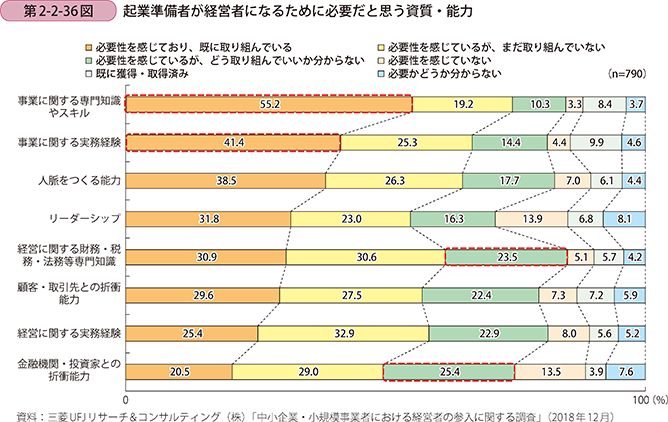 第2-2-36図 起業準備者が経営者になるために必要だと思う資質・能力
必要性を感じており、既に取り組んでいる 必要性を感じているが、まだ取り組んでいない
必要性を感じているが、どう取り組んでいいか分からない 必要性を感じていない
既に獲得・取得済み 必要かどうか分からない (n=790)
事業に関する専門知識
やスキル
55.2 19.2 10.3 3.3 8.4 3.7
事業に関する実務経験
41.4 25.3 14.4 4.4 9.9 4.6
人脈をつくる能力
38.5 26.3 17.7 7.0 6.1 4.4
リーダーシップ
31.8 23.0 16.3 13.9 6.8 8.1
経営に関する財務・税
務・法務等専門知識
30.9 30.6 23.5 5.1 5.7 4.2
顧客・取引先との折衝
能力
29.6 27.5 22.4 7.3 7.2 5.9
経営に関する実務経験
25.4 32.9 22.9 8.0 5.6 5.2
金融機関・投資家との
折衝能力
20.5 29.0 25.4 13.5 3.9 7.6
0 100 (%)
資料：三菱UFJリサーチ＆コンサルティング（株）「中小企業・小規模事業者における経営者の参入に関する調査」（2018年12月）